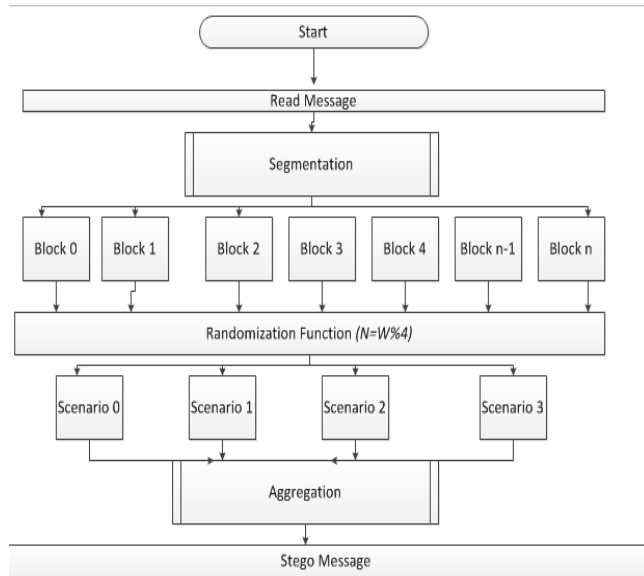 Start
Read Message
Segmentation
Block 0 Block 1 Block 2 Block 3 Block 4 Block n-1 Block n
Randomization Function (N=W%4)
Scenario 0 Scenario 1 Scenario 2 Scenario 3
Aggregation
Stego Message